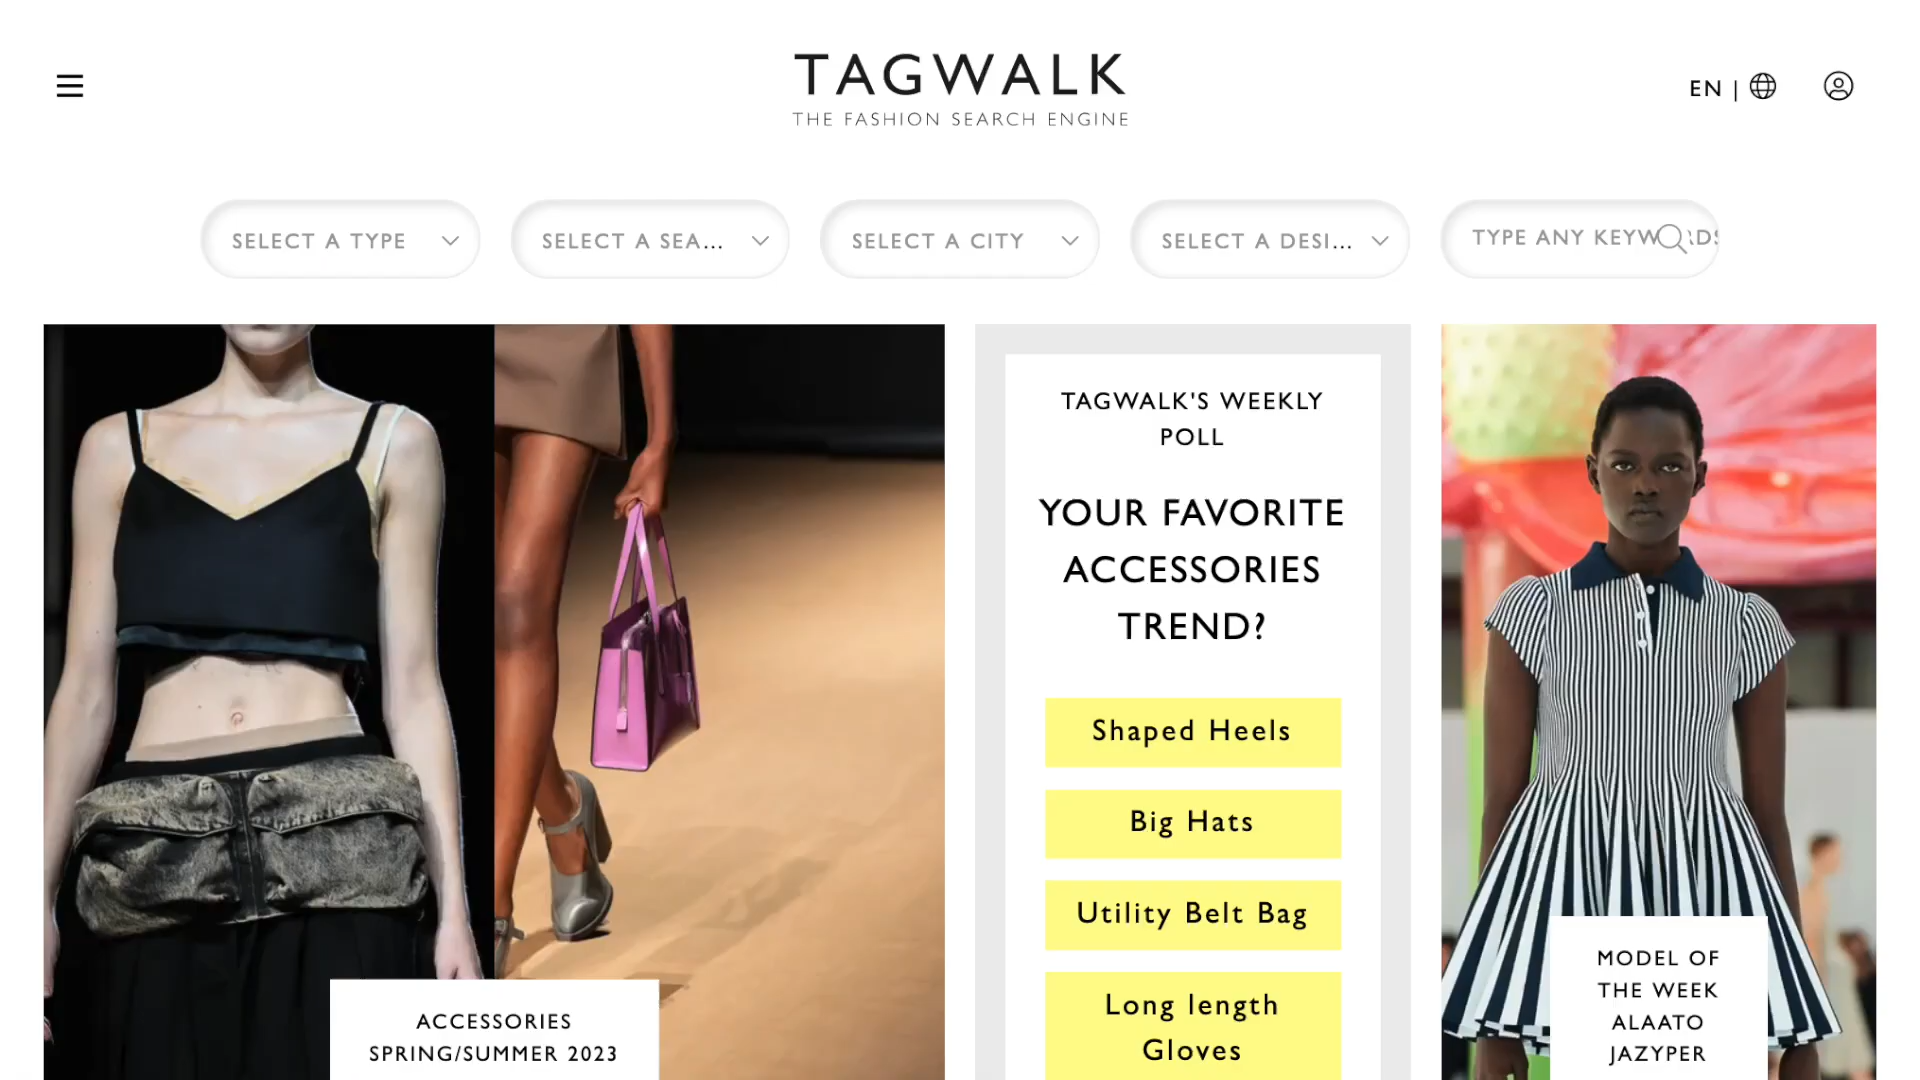 TAGWALK
THE FASHION SEARCH ENGINE
EN |
SELECT A TYPE
SELECT A SEA...
SELECT A CITY
SELECT A DESI...
TYPE ANY KEYWORDS
TAGWALK'S WEEKLY
POLL
YOUR FAVORITE
ACCESSORIES
TREND?
Shaped Heels
Big Hats
Utility Belt Bag
Long length
Gloves
ACCESSORIES
SPRING/SUMMER 2023
MODEL OF
THE WEEK
ALAATO
JAZYPER